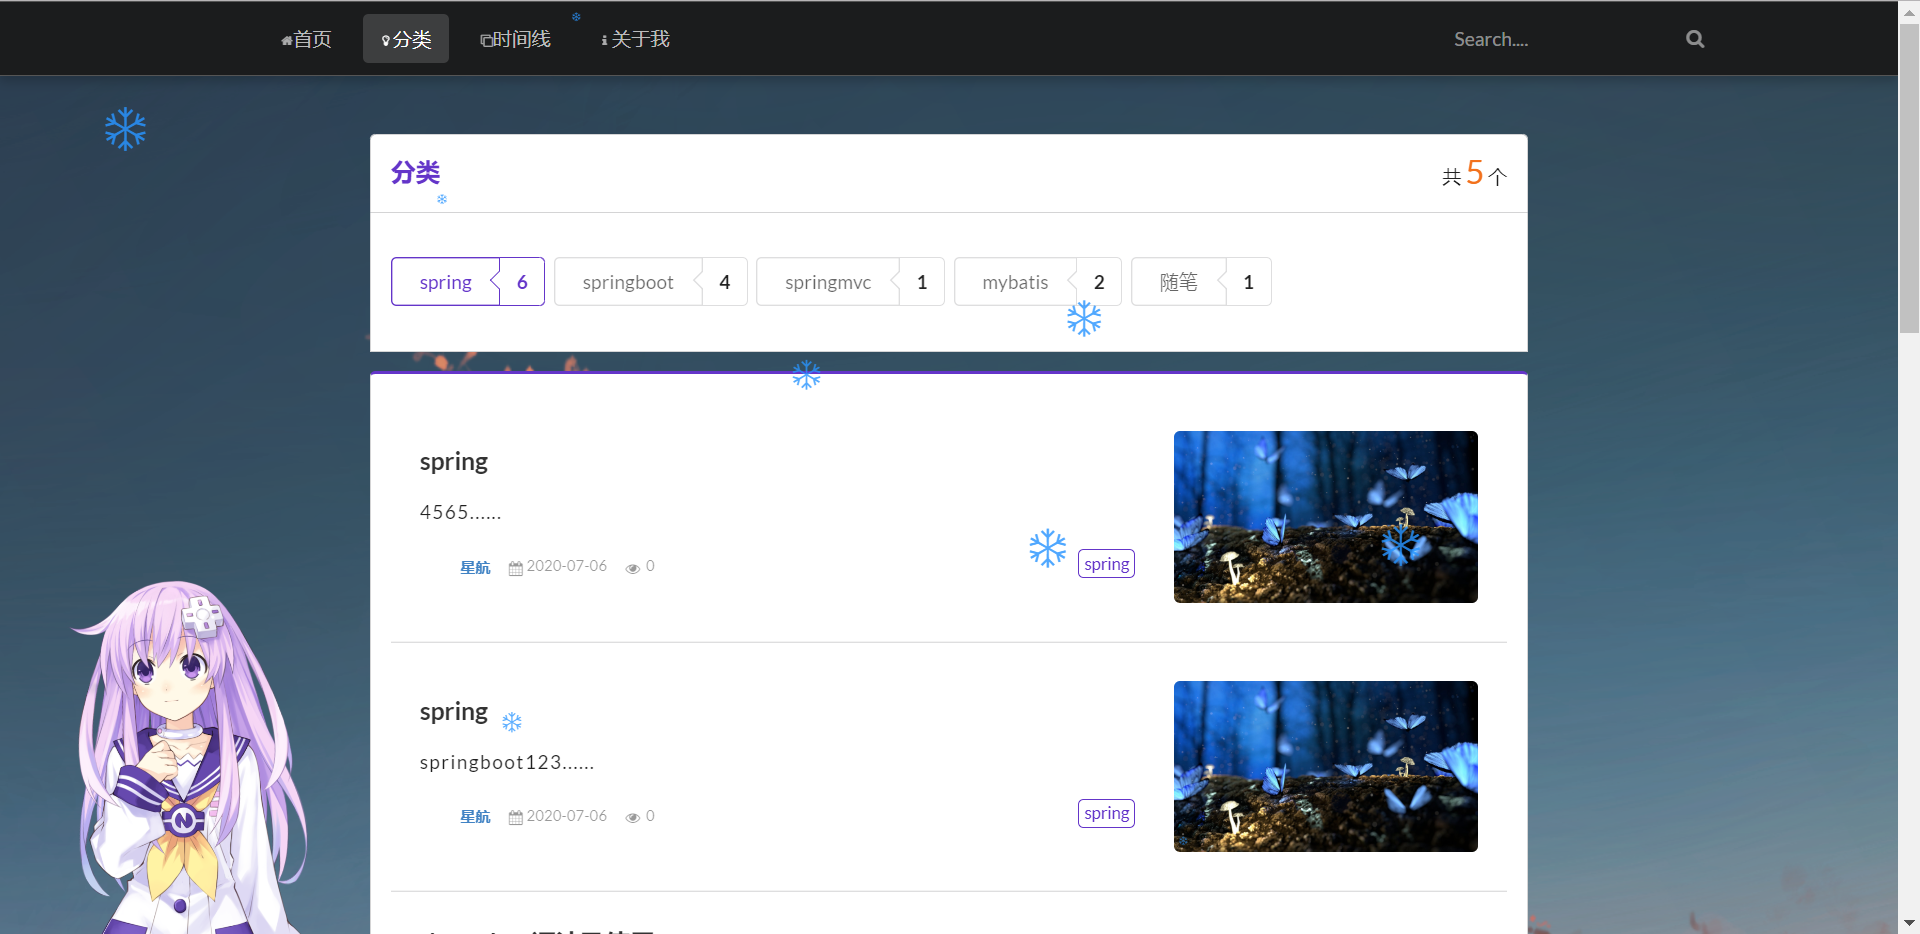 首页 分类 时间线 关于我 Search....
分类 共 5 个
spring 6 springboot 4 springmvc 1 mybatis 2 随笔 1
spring
4565......
星航 2020-07-06 0 spring
spring
springboot123......
星航 2020-07-06 0 spring
N